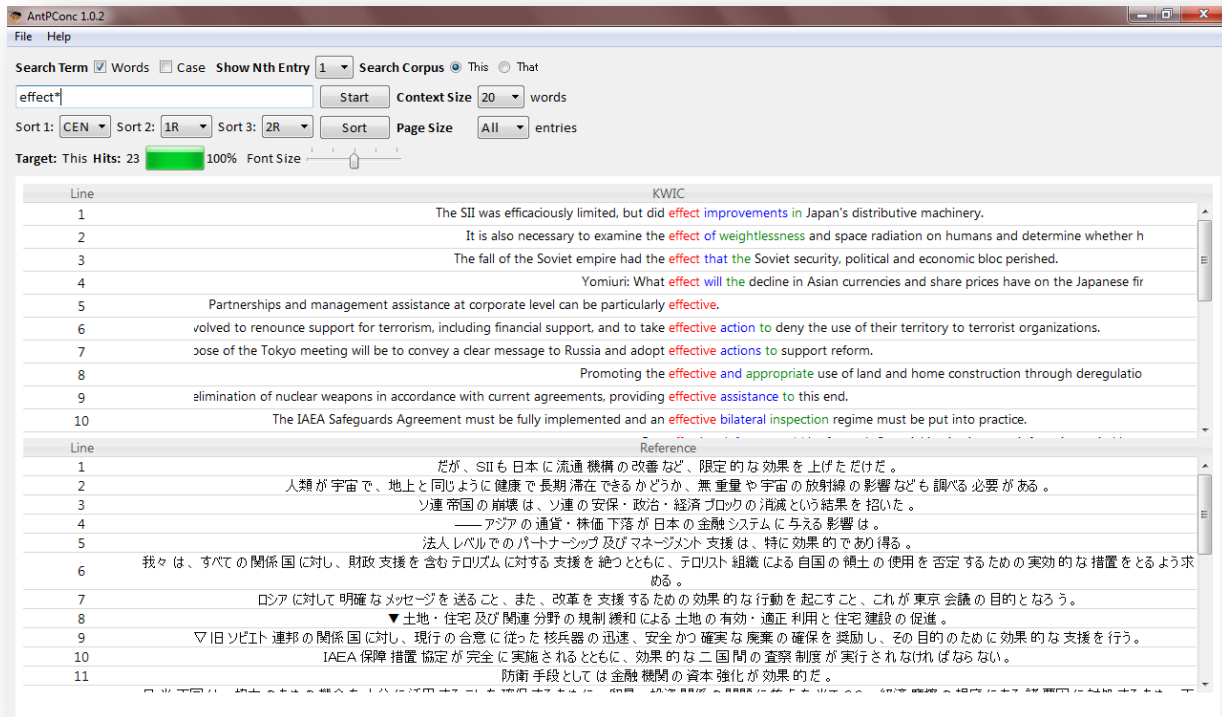 AntPConc 1.0.2
File Help
Search Term Words Case Show Nth Entry 1 Search Corpus This That
effect* Start Context Size 20 words
Sort 1: CEN Sort 2: 1R Sort 3: 2R Sort Page Size All entries
Target: This Hits: 23 100% Font Size
Line KWIC
1 The SII was efficaciously limited, but did effect improvements in Japan's distributive machinery.
2 It is also necessary to examine the effect of weightlessness and space radiation on humans and determine whether h
3 The fall of the Soviet empire had the effect that the Soviet security, political and economic bloc perished.
4 Yomiuri: What effect will the decline in Asian currencies and share prices have on the Japanese fir
5 Partnerships and management assistance at corporate level can be particularly effective.
6 volved to renounce support for terrorism, including financial support, and to take effective action to deny the use of their territory to terrorist organizations.
7 pose of the Tokyo meeting will be to convey a clear message to Russia and adopt effective actions to support reform.
8 Promoting the effective and appropriate use of land and home construction through deregulatio
9 elimination of nuclear weapons in accordance with current agreements, providing effective assistance to this end.
10 The IAEA Safeguards Agreement must be fully implemented and an effective bilateral inspection regime must be put into practice.
Line Reference
1 だが、SIIも日本に流通機構の改善など、限定的な効果を上げただけだ。
2 人類が宇宙で、地上と同じように健康で長期滞在できるかどうか、無重量や宇宙の放射線の影響なども調べる必要がある。
3 ソ連帝国の崩壊は、ソ連の安保・政治・経済ブロックの消滅という結果を招いた。
4 ――アジアの通貨・株価下落が日本の金融システムに与える影響は。
5 法人レベルでのパートナーシップ及びマネージメント支援は、特に効果的であり得る。
6 我々は、すべての関係国に対し、財政支援を含むテロリズムに対する支援を絶つとともに、テロリスト組織による自国の領土の使用を否定するための実効的な措置をとるよう求
める。
7 ロシアに対して明確なメッセージを送ること、また、改革を支援するための効果的な行動を起こすこと、これが東京会議の目的となろう。
8 ▼土地・住宅及び関連分野の規制緩和による土地の有効・適正利用と住宅建設の促進。
9 ▽旧ソビエト連邦の関係国に対し、現行の合意に従った核兵器の迅速、安全かつ確実な廃棄の確保を奨励し、その目的のために効果的な支援を行う。
10 IAEA保障措置協定が完全に実施されるとともに、効果的な二国間の査察制度が実行されなければならない。
11 防衛手段としては金融機関の資本強化が効果的だ。